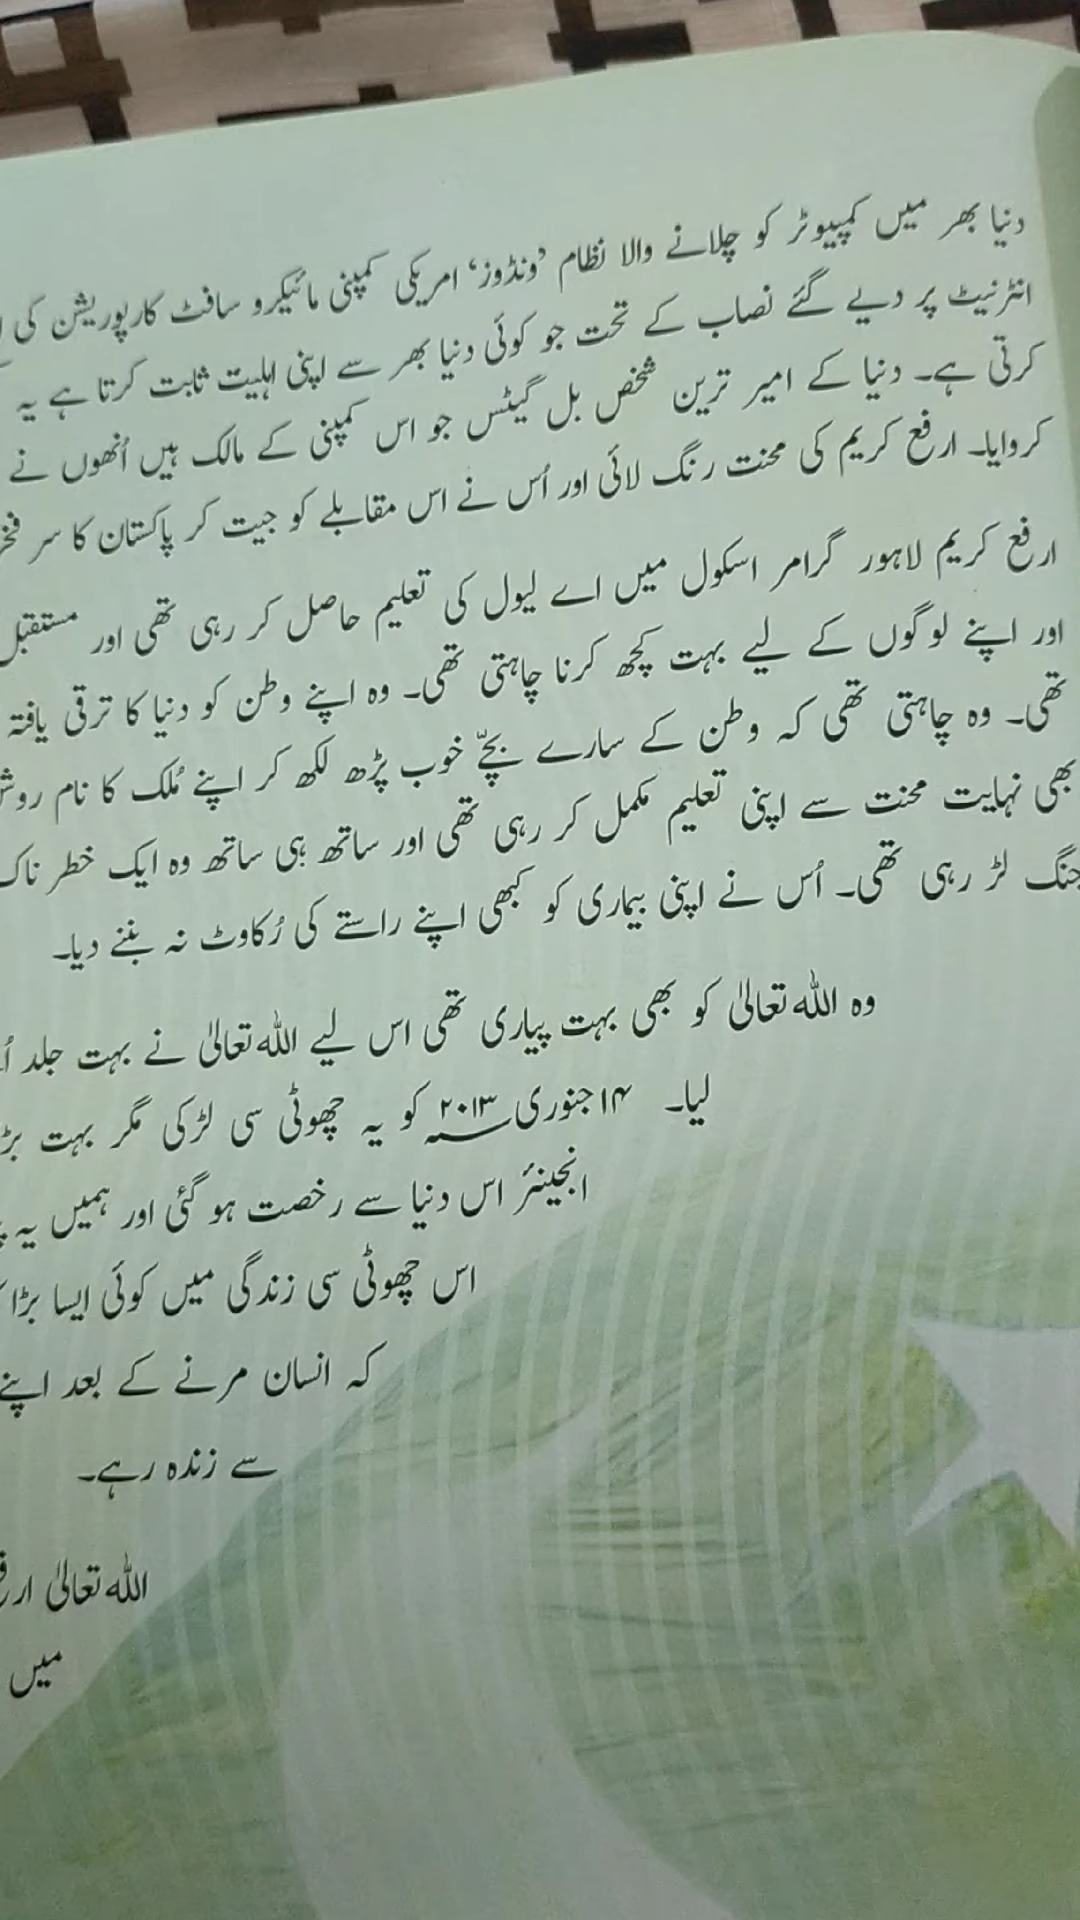 دنیا بھر میں کمپیوٹر کو چلانے والا نظام ’ونڈوز‘ امریکی کمپنی مائیکرو سافٹ کارپوریشن کی
انٹرنیٹ پر دیے گئے نصاب کے تحت جو کوئی دنیا بھر سے اپنی اہلیت ثابت کرتا ہے یہ
کرتی ہے۔ دنیا کے امیر ترین شخص بل گیٹس جو اس کمپنی کے مالک ہیں اُنھوں نے
کروایا۔ ارفع کریم کی محنت رنگ لائی اور اُس نے اس مقابلے کو جیت کر پاکستان کا سر فخر
ارفع کریم لاہور گرامر اسکول میں اے لیول کی تعلیم حاصل کر رہی تھی اور مستقبل
اور اپنے لوگوں کے لیے بہت کچھ کرنا چاہتی تھی۔ وہ اپنے وطن کو دنیا کا ترقی یافتہ
تھی۔ وہ چاہتی تھی کہ وطن کے سارے بچّے خوب پڑھ لکھ کر اپنے مُلک کا نام
بھی نہایت محنت سے اپنی تعلیم مکمل کر رہی تھی اور ساتھ ہی ساتھ وہ ایک خطر ناک
جنگ لڑ رہی تھی۔ اُس نے اپنی بیماری کو کبھی اپنے راستے کی رُکاوٹ نہ بننے دیا۔
وہ اللہ تعالیٰ کو بھی بہت پیاری تھی اس لیے اللہ تعالیٰ نے بہت جلد
لیا۔ ۱۴ جنوری ۲۰۱۳؁ کو یہ چھوٹی سی لڑکی مگر بہت
انجینئر اس دنیا سے رخصت ہو گئی اور ہمیں یہ
اس چھوٹی سی زندگی میں کوئی ایسا بڑا
کہ انسان مرنے کے بعد اپنے
سے زندہ رہے۔
اللہ تعالیٰ
میں